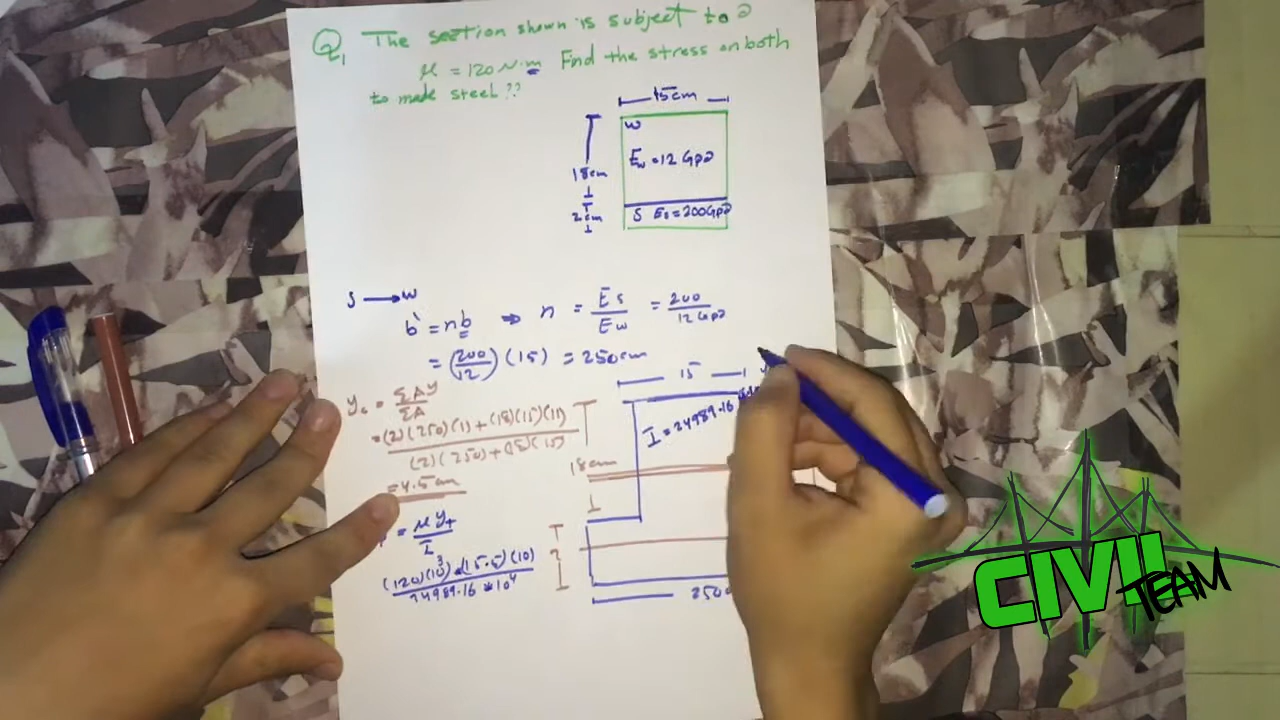 Q1 The section shown is subject to a
M = 120 N.m Find the stress on both
to made steel??
15cm
W
Ew = 12 Gpa
18cm
2cm
S Es = 200Gpa
S → W
b` = nb ⇒ n = Es / Ew = 200 / 12 Gpa
= (200/12) (15) = 250cm
15
yc = ΣAy / ΣA
= (2)(250)(1) + (18)(15)(11) / (2)(250) + (18)(15)
= 4.5 cm
I = 24989.16
18cm
= M yt / I
(120)(10³) * (15.5)(10) / 24989.16 * 10⁴
2
250
CIVIL
TEAM